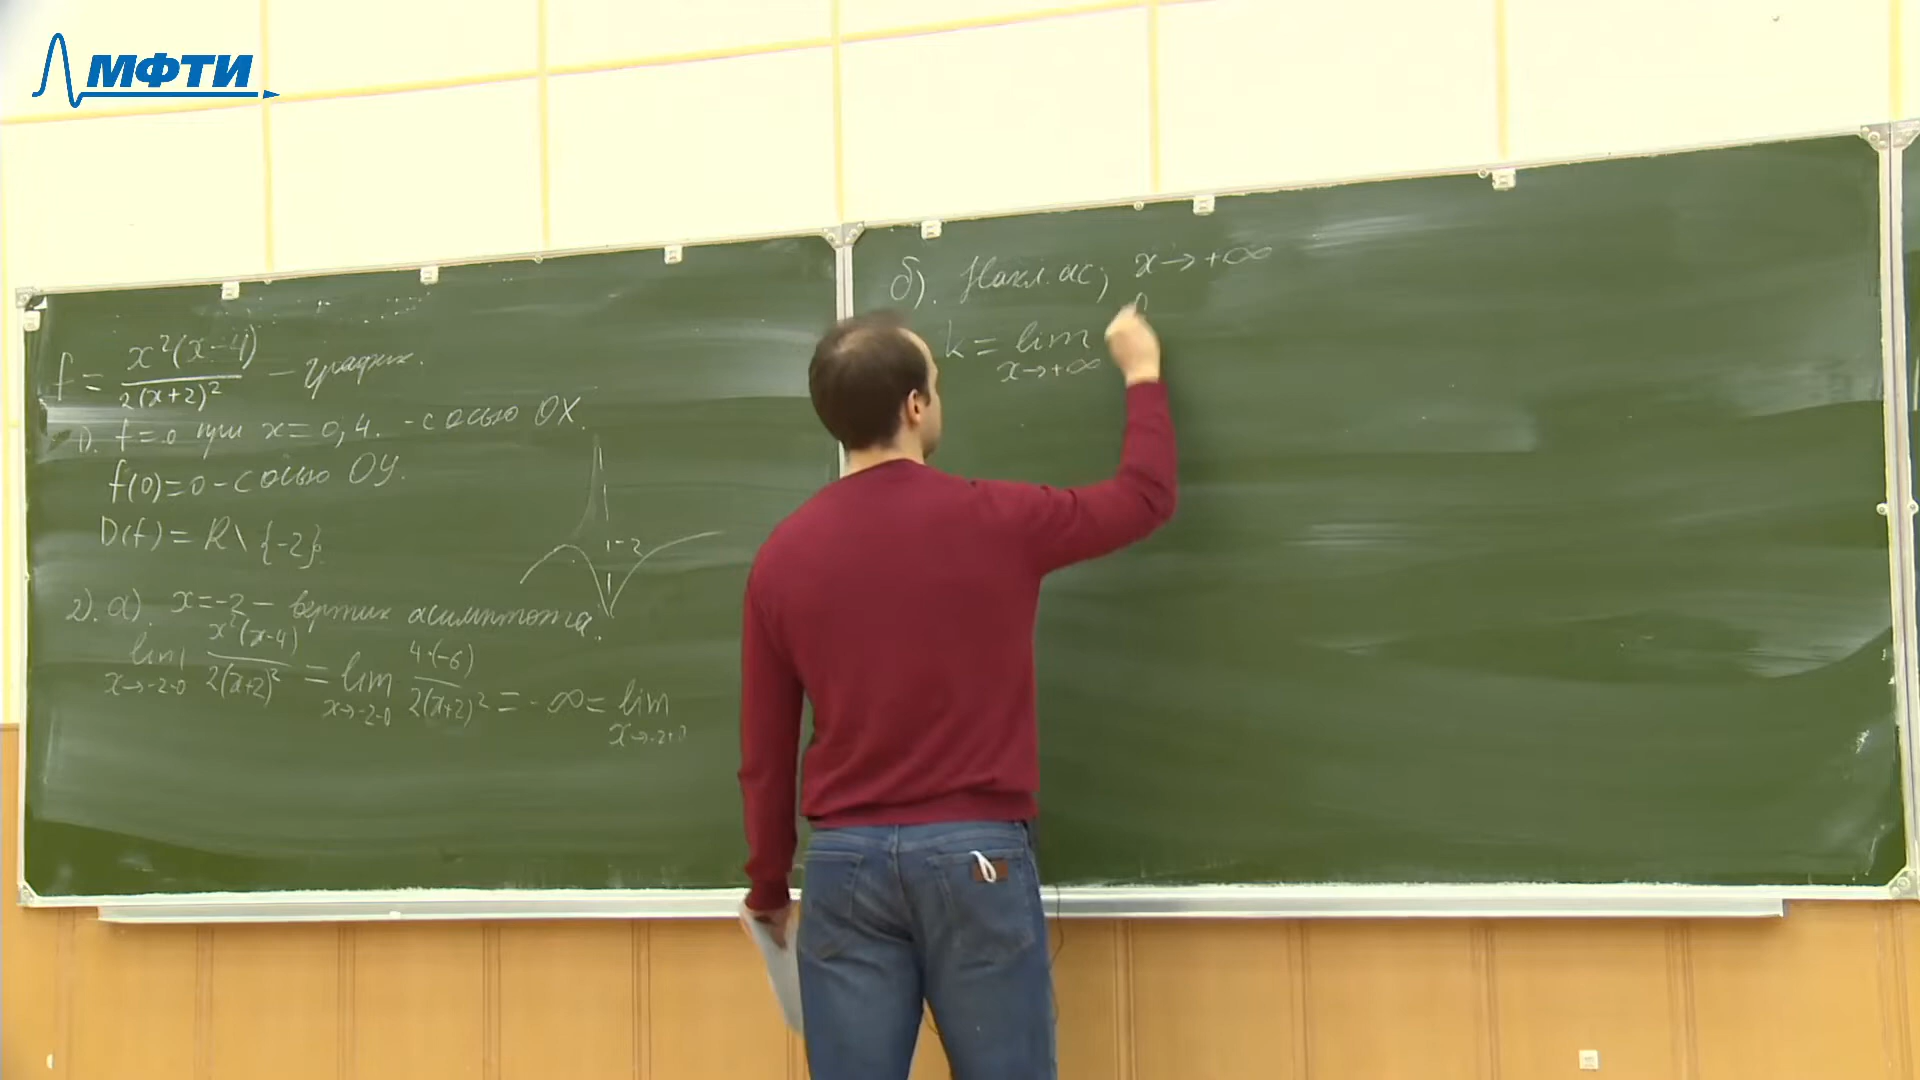 МФТИ
f = x²(x-4) / 2(x+2)² – график.
1). f=0 при x=0,4. - с осью OX.
f(0)=0 - с осью OY.
D(f) = R \ {-2}.
-2
2). а). x=-2 – вертик асимптота.
lim x→-2-0 x²(x-4) / 2(x+2)² = lim x→-2-0 4·(-6) / 2(x+2)² = -∞ = lim x→-2+0
б). Накл. ас; x→+∞
k = lim x→+∞